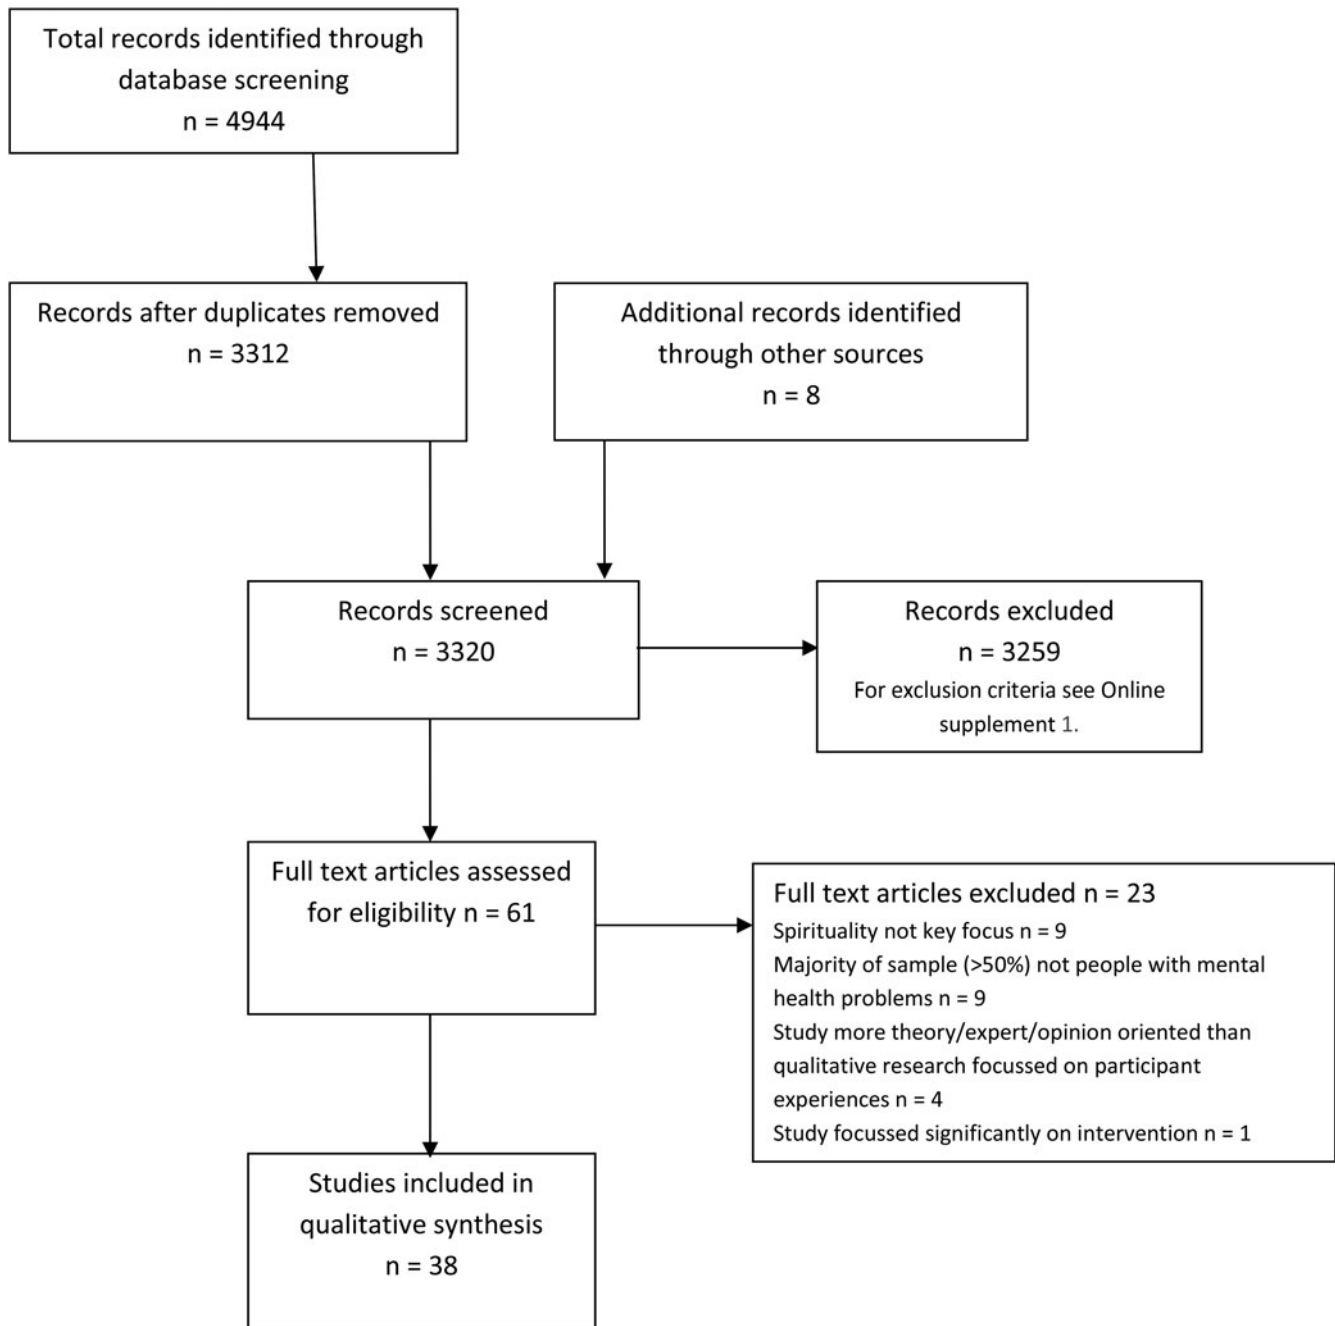 Total records identified through
database screening
n = 4944
Records after duplicates removed
n = 3312
Additional records identified
through other sources
n = 8
Records screened
n = 3320
Records excluded
n = 3259
For exclusion criteria see Online
supplement 1.
Full text articles assessed
for eligibility n = 61
Full text articles excluded n = 23
Spirituality not key focus n = 9
Majority of sample (>50%) not people with mental
health problems n = 9
Study more theory/expert/opinion oriented than
qualitative research focussed on participant
experiences n = 4
Study focussed significantly on intervention n = 1
Studies included in
qualitative synthesis
n = 38